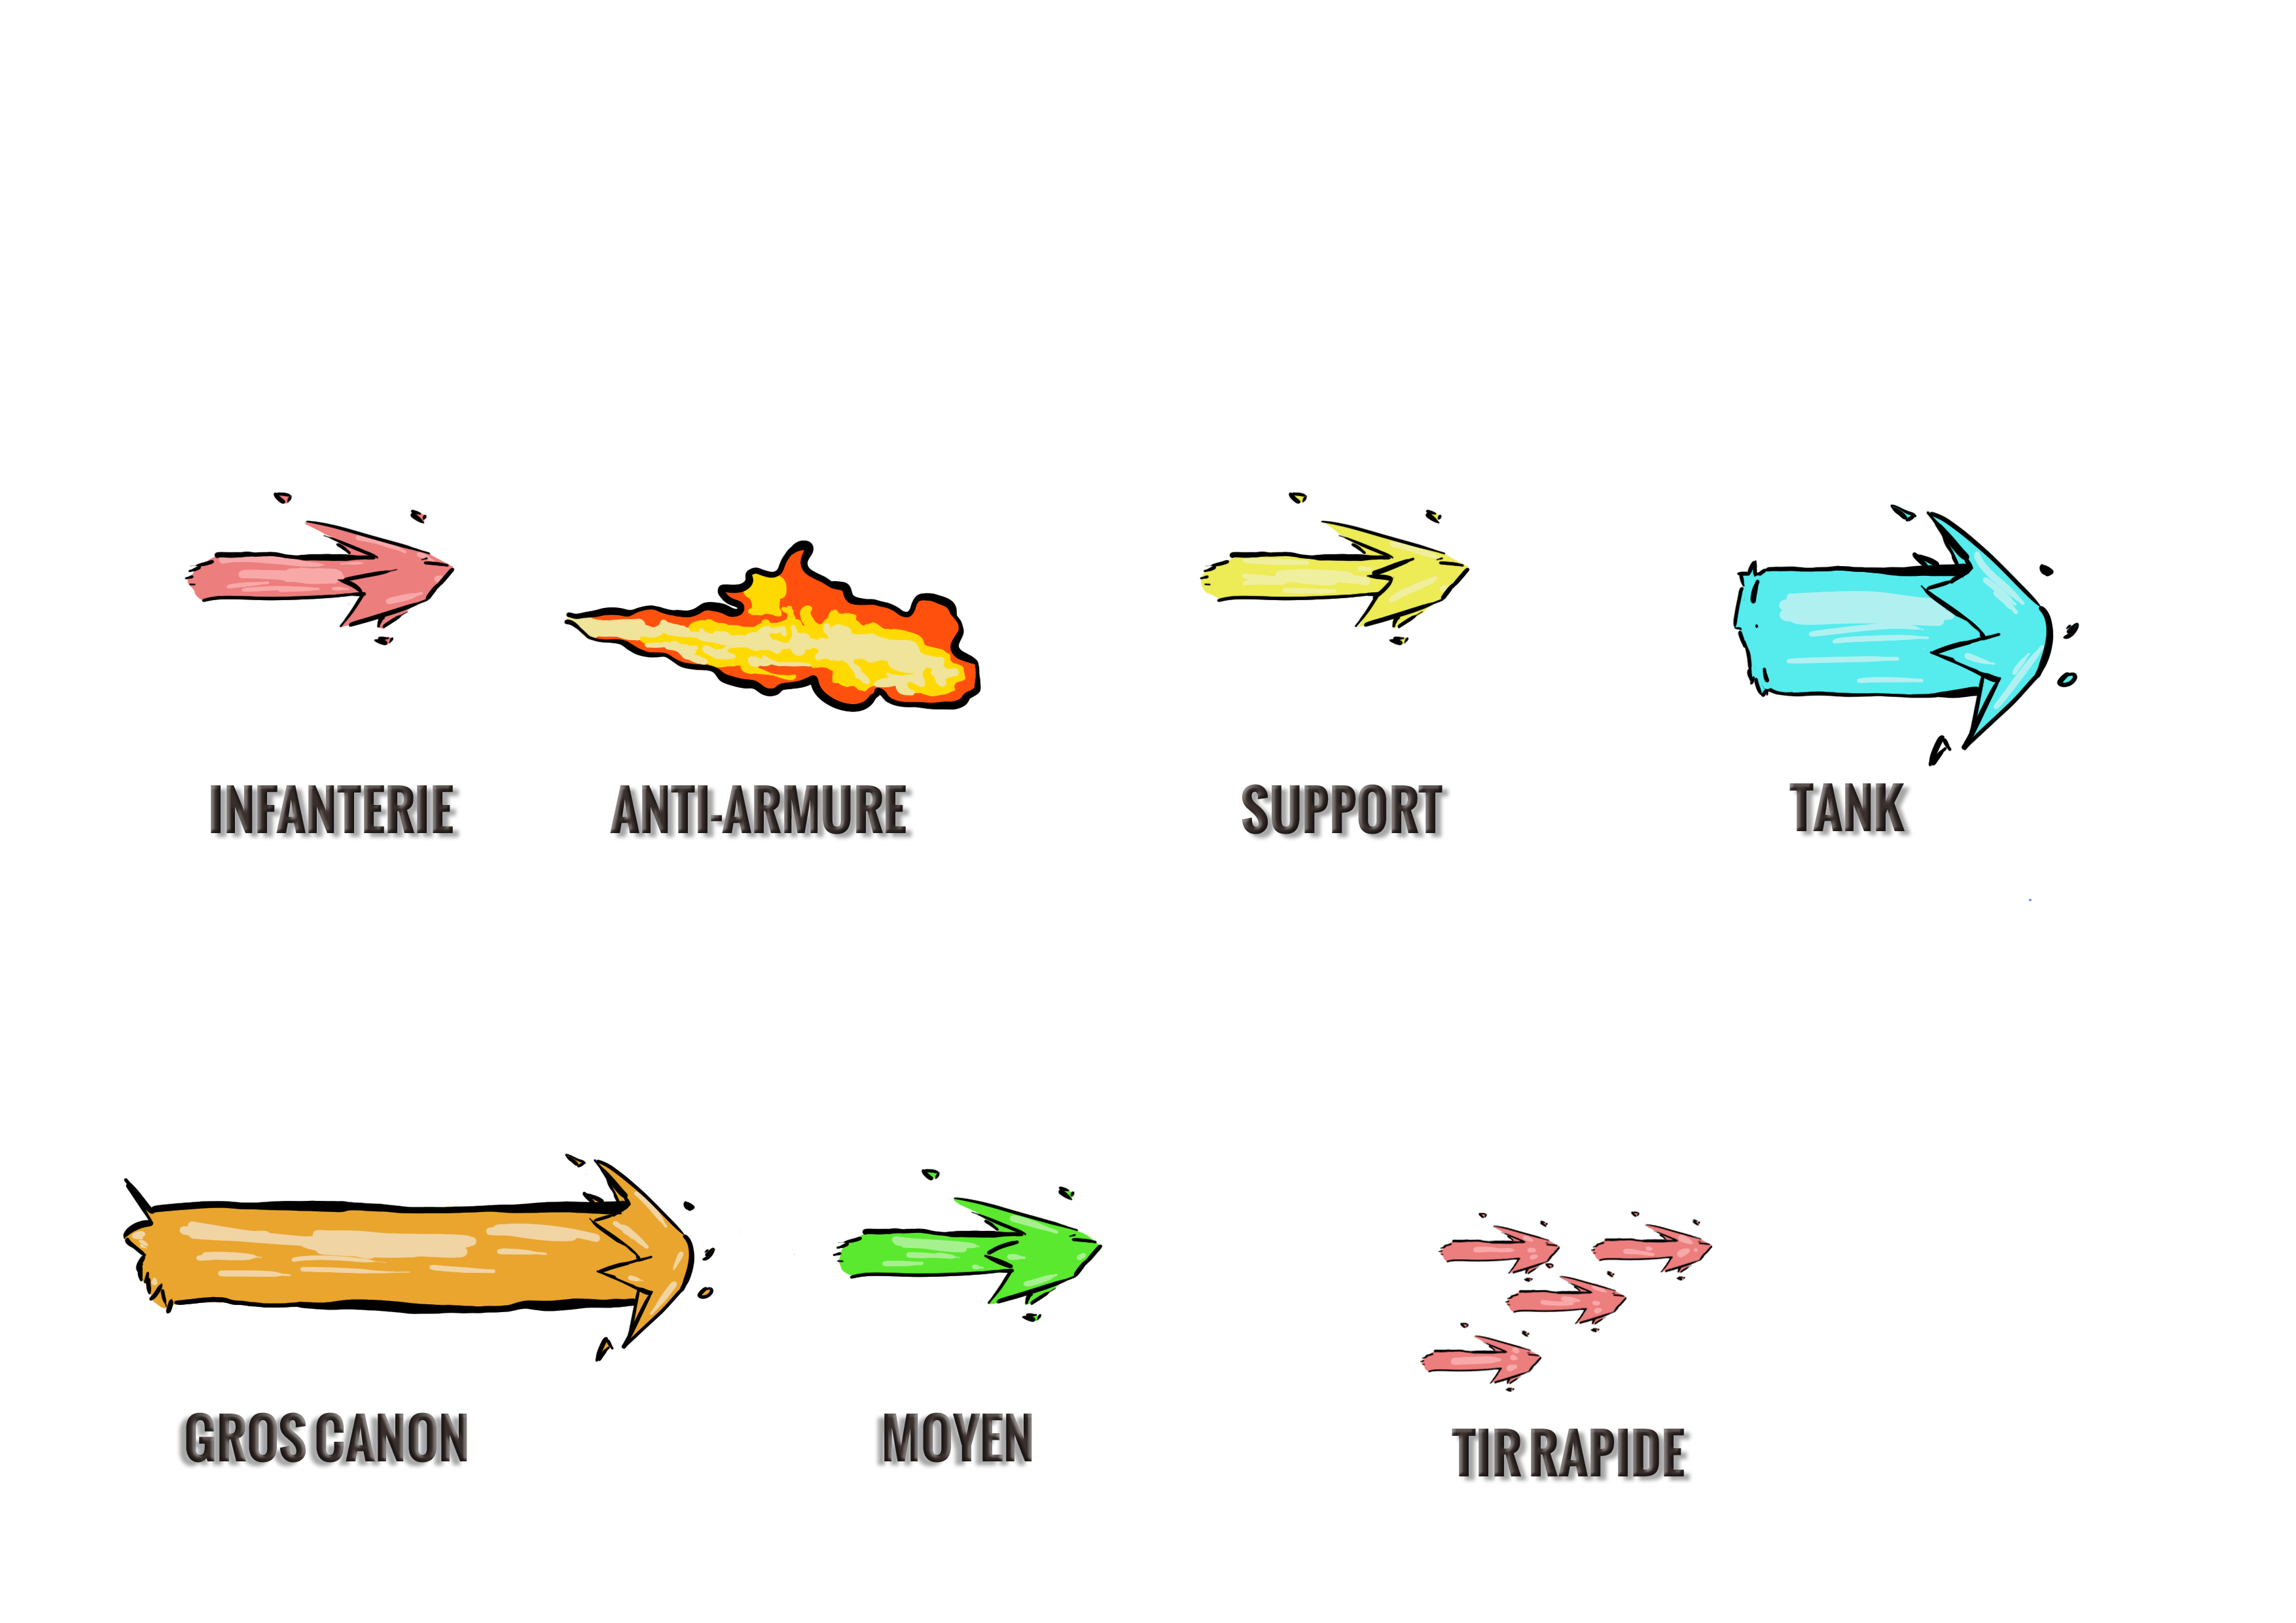 INFANTERIE
ANTI-ARMURE
SUPPORT
TANK
GROS CANON
MOYEN
TIR RAPIDE